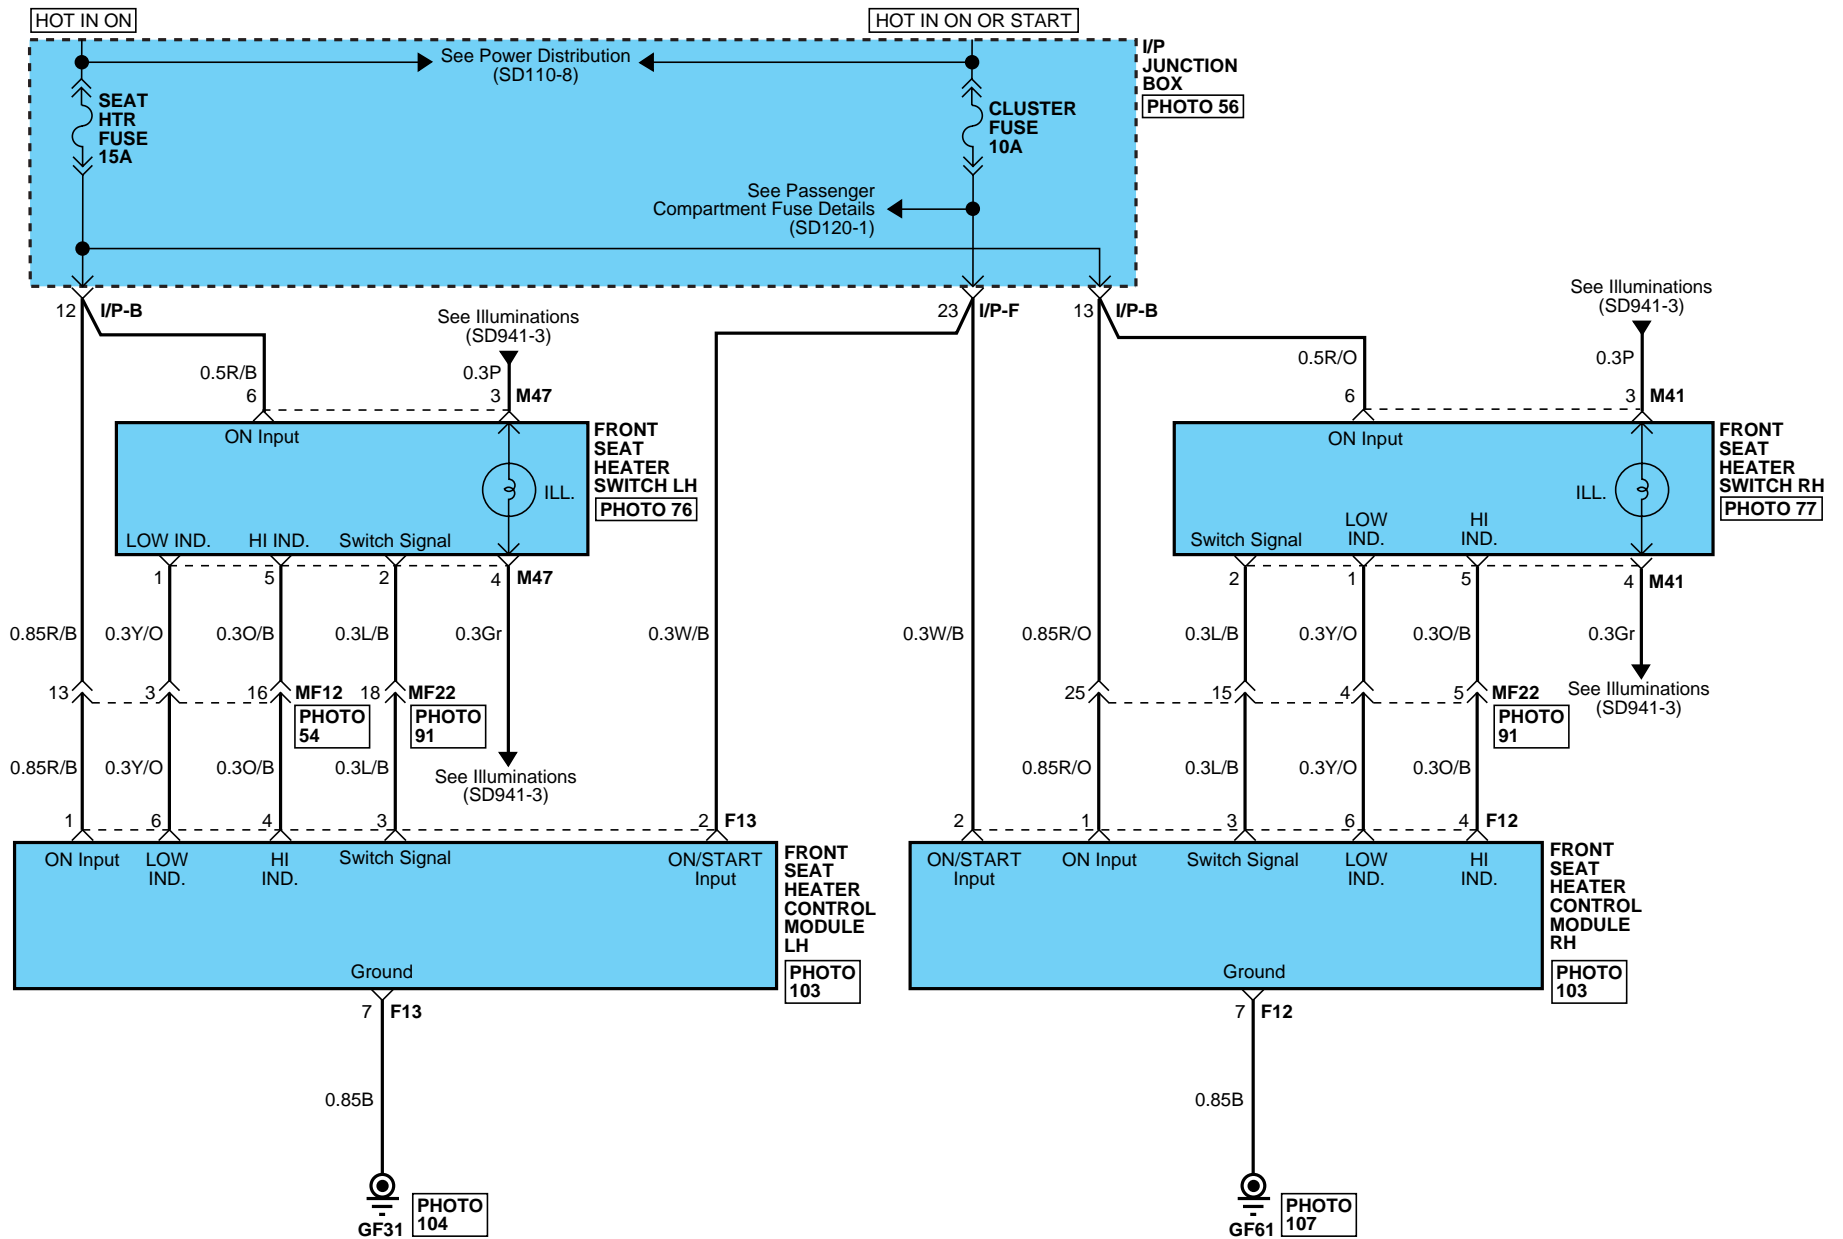 HOT IN ON
HOT IN ON OR START
See Power Distribution
(SD110-8)
I/P
JUNCTION
BOX
PHOTO 56
SEAT
HTR
FUSE
15A
CLUSTER
FUSE
10A
See Passenger
Compartment Fuse Details
(SD120-1)
12 I/P-B
23 I/P-F
13 I/P-B
See Illuminations
(SD941-3)
See Illuminations
(SD941-3)
0.5R/B
0.3P
0.5R/O
0.3P
6
3 M47
6
3 M41
ON Input
ILL.
LOW IND.
HI IND.
Switch Signal
FRONT
SEAT
HEATER
SWITCH LH
PHOTO 76
ON Input
ILL.
Switch Signal
LOW
IND.
HI
IND.
FRONT
SEAT
HEATER
SWITCH RH
PHOTO 77
1 5 2 4 M47
2 1 5 4 M41
0.85R/B 0.3Y/O 0.3O/B 0.3L/B 0.3Gr 0.3W/B
0.3W/B 0.85R/O 0.3L/B 0.3Y/O 0.3O/B 0.3Gr
13 3 16 MF12 18 MF22
PHOTO
54
PHOTO
91
25 15 4 5 MF22
PHOTO
91
See Illuminations
(SD941-3)
See Illuminations
(SD941-3)
0.85R/B 0.3Y/O 0.3O/B 0.3L/B
0.85R/O 0.3L/B 0.3Y/O 0.3O/B
1 6 4 3 2 F13
2 1 3 6 4 F12
ON Input
LOW
IND.
HI
IND.
Switch Signal
ON/START
Input
Ground
FRONT
SEAT
HEATER
CONTROL
MODULE
LH
PHOTO
103
ON/START
Input
ON Input
Switch Signal
LOW
IND.
HI
IND.
Ground
FRONT
SEAT
HEATER
CONTROL
MODULE
RH
PHOTO
103
7 F13
7 F12
0.85B
0.85B
GF31
PHOTO
104
GF61
PHOTO
107